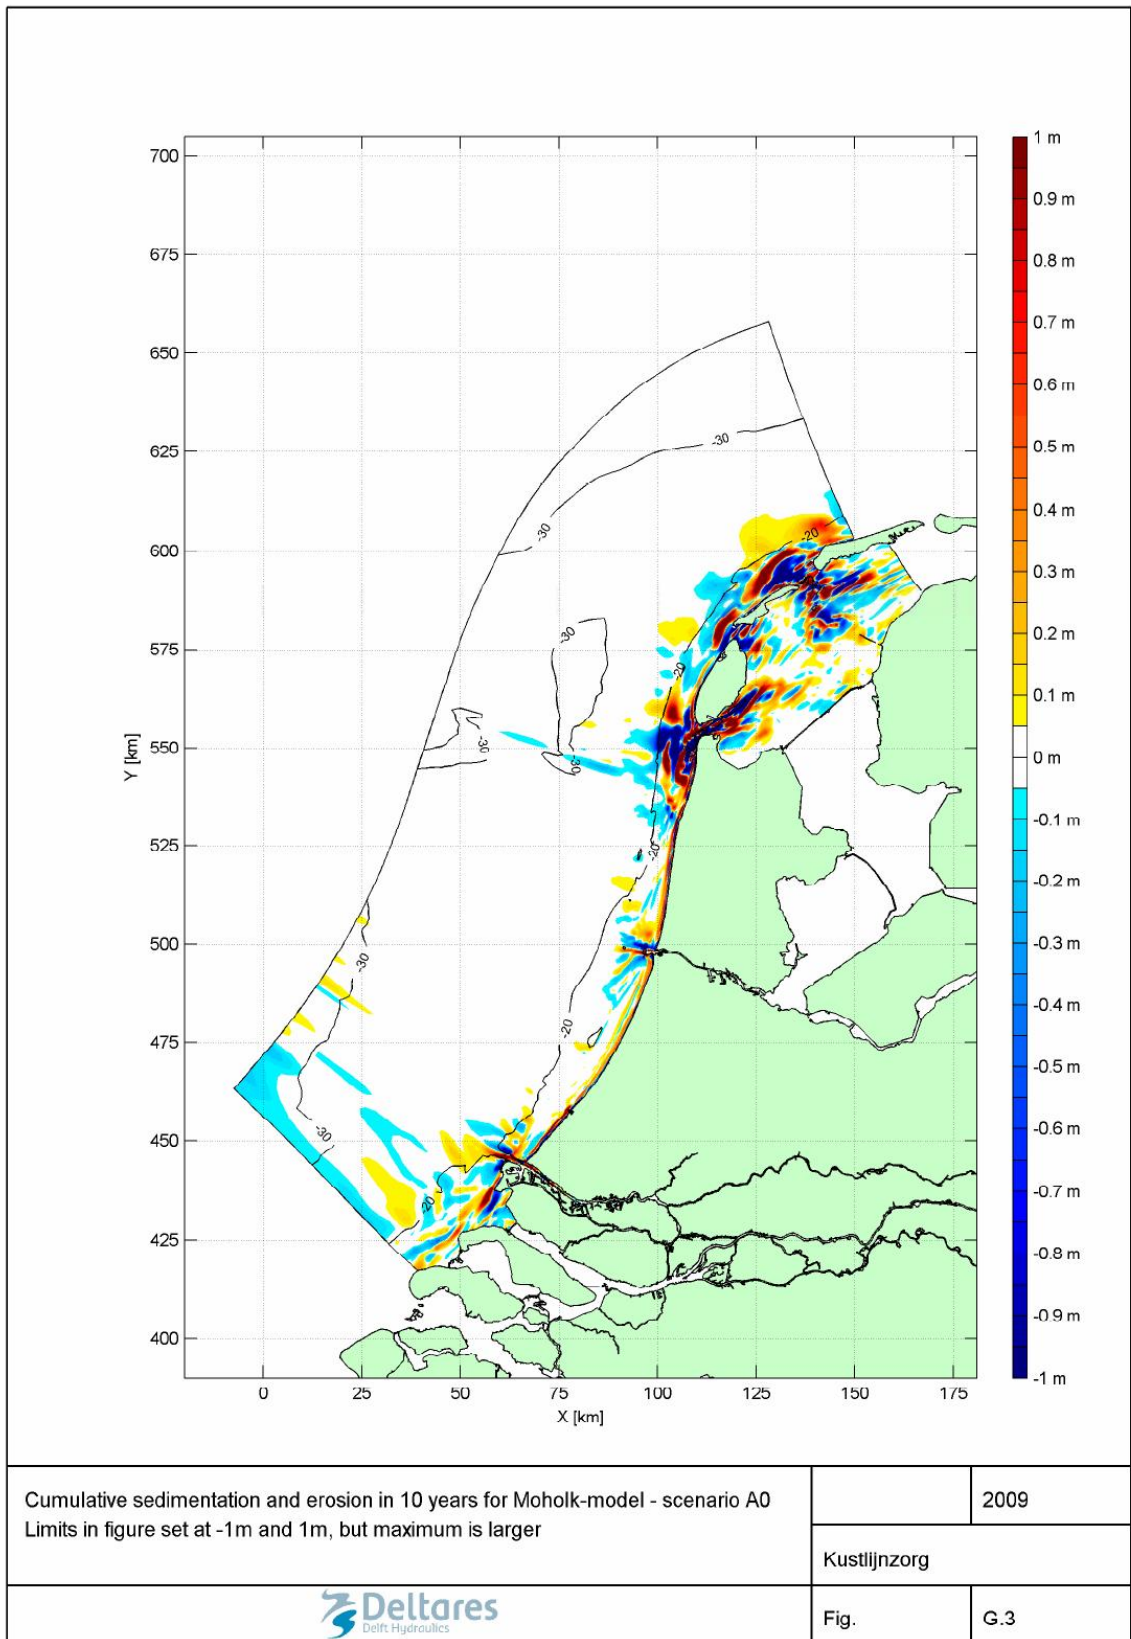 700
675
650
625
600
575
550
525
500
475
450
425
400
Y [km]
0
25
50
75
100
125
150
175
X [km]
1 m
0.9 m
0.8 m
0.7 m
0.6 m
0.5 m
0.4 m
0.3 m
0.2 m
0.1 m
0 m
-0.1 m
-0.2 m
-0.3 m
-0.4 m
-0.5 m
-0.6 m
-0.7 m
-0.8 m
-0.9 m
-1 m
-30
-30
-20
-30
-20
-30
-30
-20
-30
-20
-30
-20
Cumulative sedimentation and erosion in 10 years for Moholk-model - scenario A0
Limits in figure set at -1m and 1m, but maximum is larger
2009
Kustlijnzorg
Deltares
Delft Hydraulics
Fig.
G.3